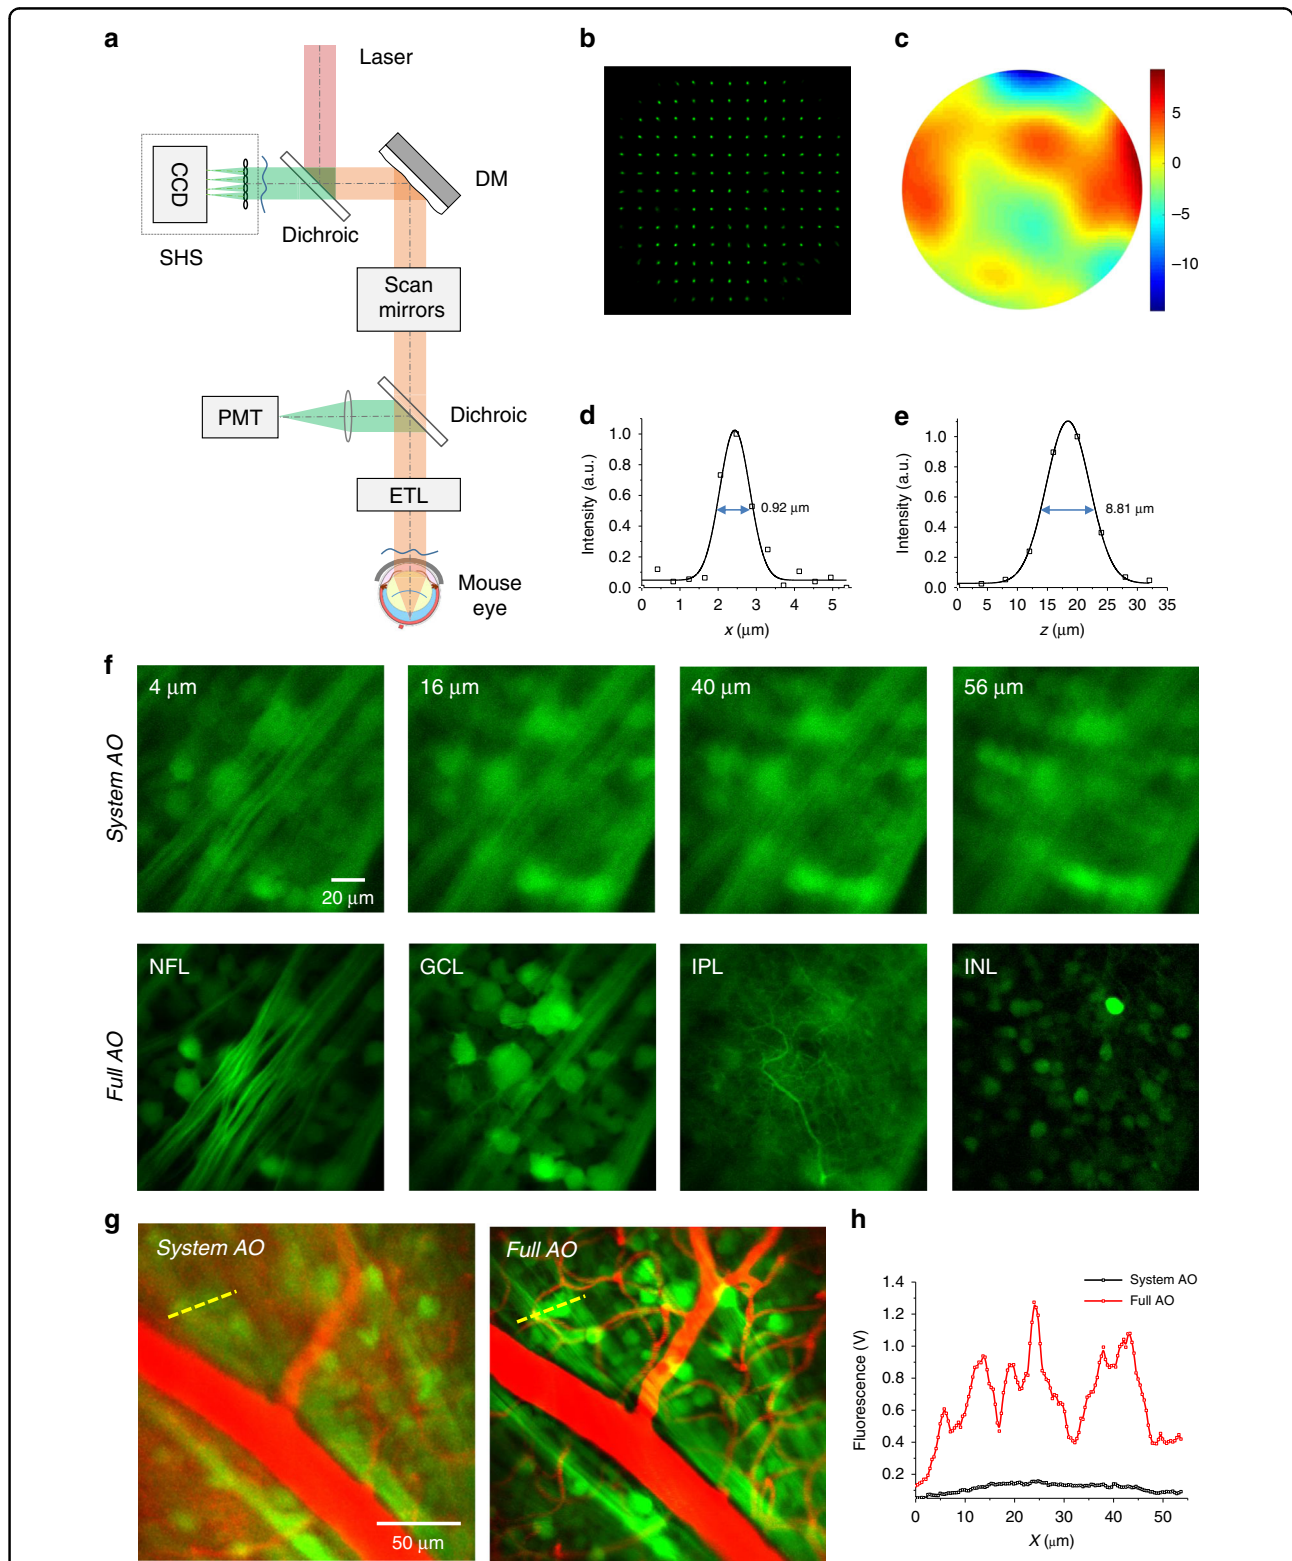 a
Laser
CCD
SHS
Dichroic
DM
Scan
mirrors
PMT
Dichroic
ETL
Mouse
eye
b
c
5
0
−5
−10
d
Intensity (a.u.)
1.0
0.8
0.6
0.4
0.2
0.0
0.92 μm
0 1 2 3 4 5
x (μm)
e
Intensity (a.u.)
1.0
0.8
0.6
0.4
0.2
0.0
8.81 μm
0 5 10 15 20 25 30 35
z (μm)
f
System AO
4 μm
20 μm
16 μm
40 μm
56 μm
Full AO
NFL
GCL
IPL
INL
g
System AO
50 μm
Full AO
h
Fluorescence (V)
1.4
1.2
1.0
0.8
0.6
0.4
0.2
System AO
Full AO
0 10 20 30 40 50
X (μm)